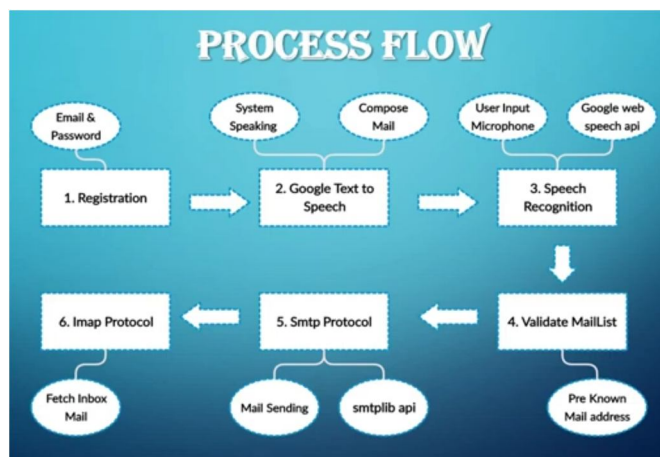 PROCESS FLOW
Email &
Password
System
Speaking
Compose
Mail
User Input
Microphone
Google web
speech api
1. Registration
2. Google Text to
Speech
3. Speech
Recognition
6. Imap Protocol
5. Smtp Protocol
4. Validate MailList
Fetch Inbox
Mail
Mail Sending
smtplib api
Pre Known
Mail address